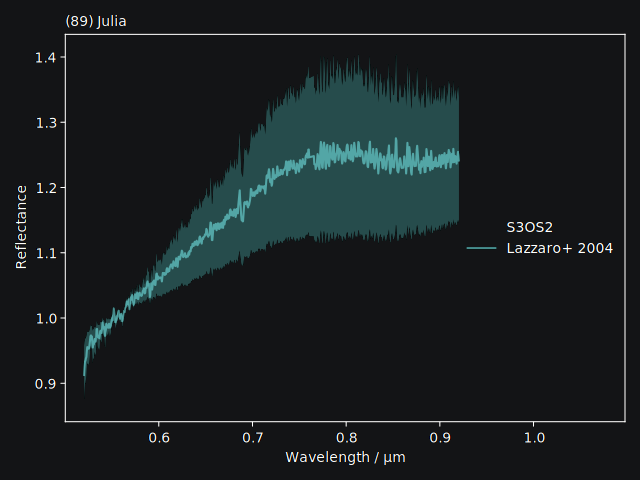 (89) Julia
1.4
1.3
1.2
1.1
1.0
0.9
Reflectance
S3OS2
Lazzaro+ 2004
0.6 0.7 0.8 0.9 1.0
Wavelength / μm